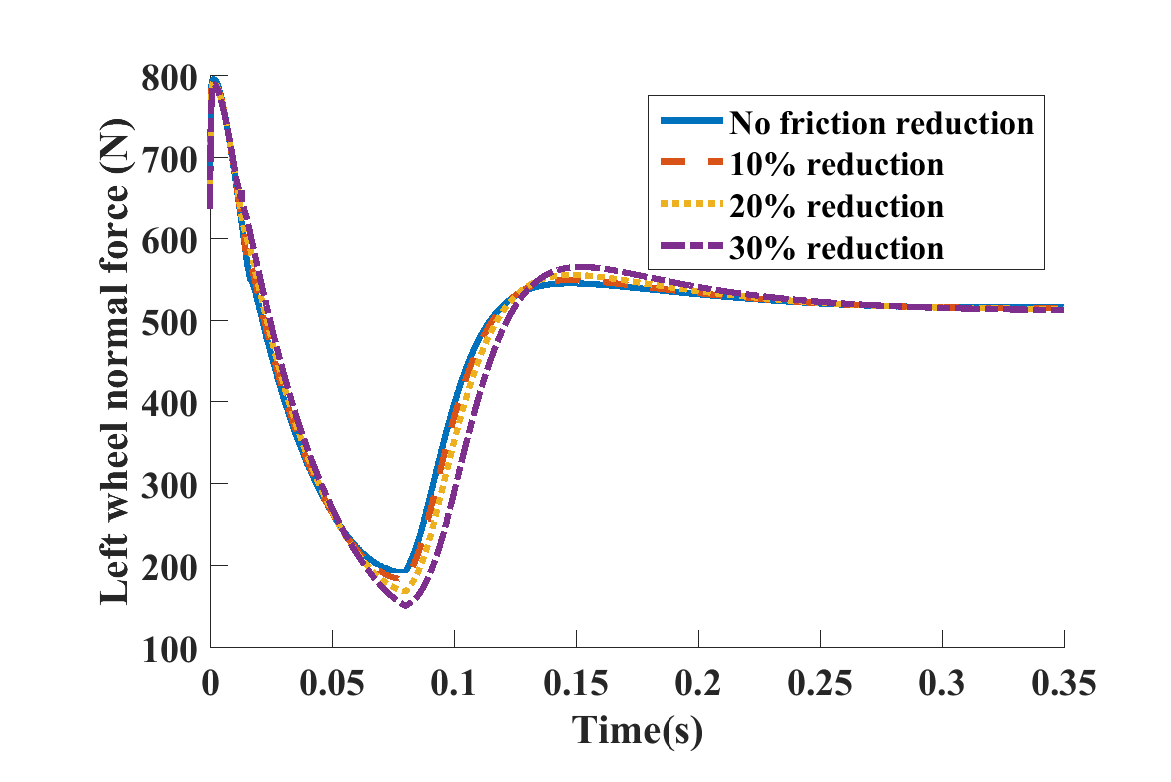 Left wheel normal force (N)
800
700
600
500
400
300
200
100
No friction reduction
10% reduction
20% reduction
30% reduction
0
0.05
0.1
0.15
0.2
0.25
0.3
0.35
Time(s)